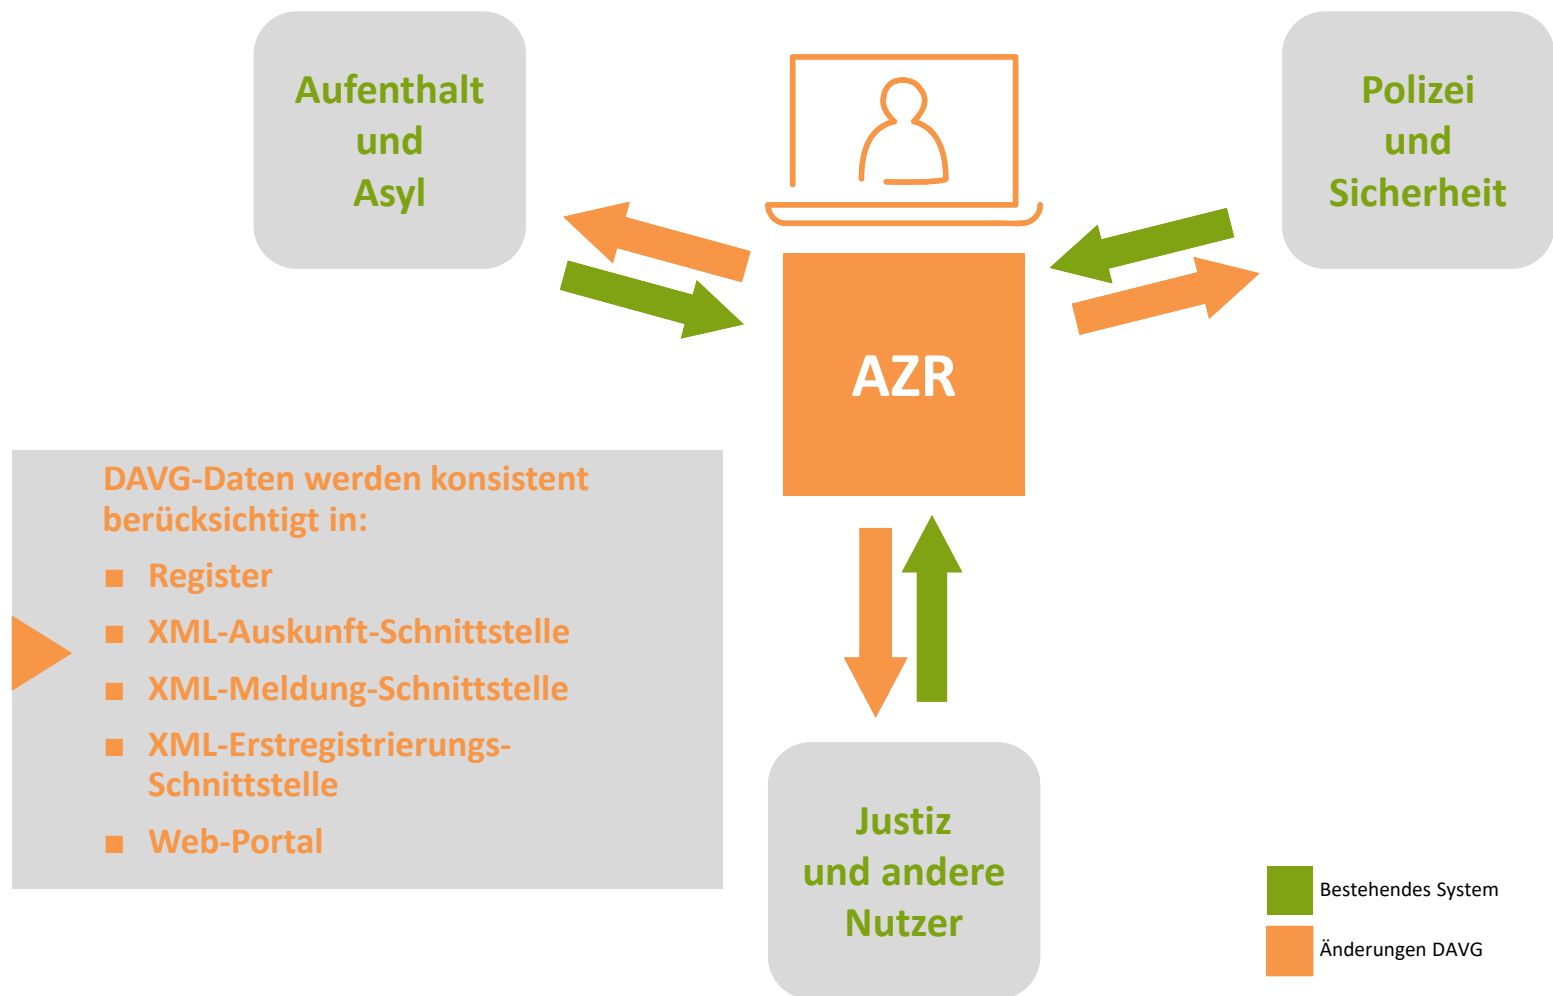 Aufenthalt
und
Asyl
Polizei
und
Sicherheit
AZR
DAVG-Daten werden konsistent
berücksichtigt in:
■ Register
■ XML-Auskunft-Schnittstelle
■ XML-Meldung-Schnittstelle
■ XML-Erstregistrierungs-
Schnittstelle
■ Web-Portal
Justiz
und andere
Nutzer
Bestehendes System
Änderungen DAVG